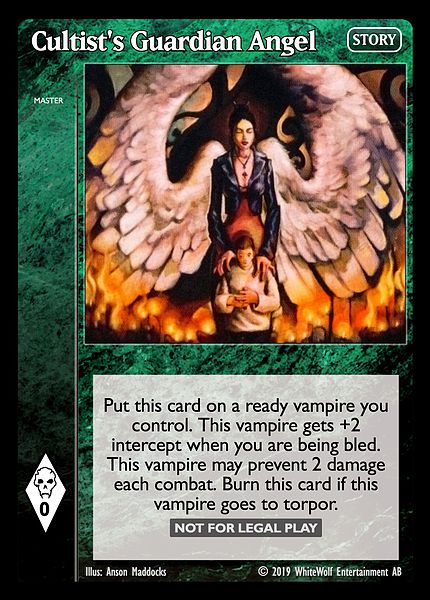 Cultist's Guardian Angel
STORY
MASTER
Put this card on a ready vampire you
control. This vampire gets +2
intercept when you are being bled.
This vampire may prevent 2 damage
each combat. Burn this card if this
vampire goes to torpor.
NOT FOR LEGAL PLAY
0
Illus: Anson Maddocks
© 2019 WhiteWolf Entertainment AB